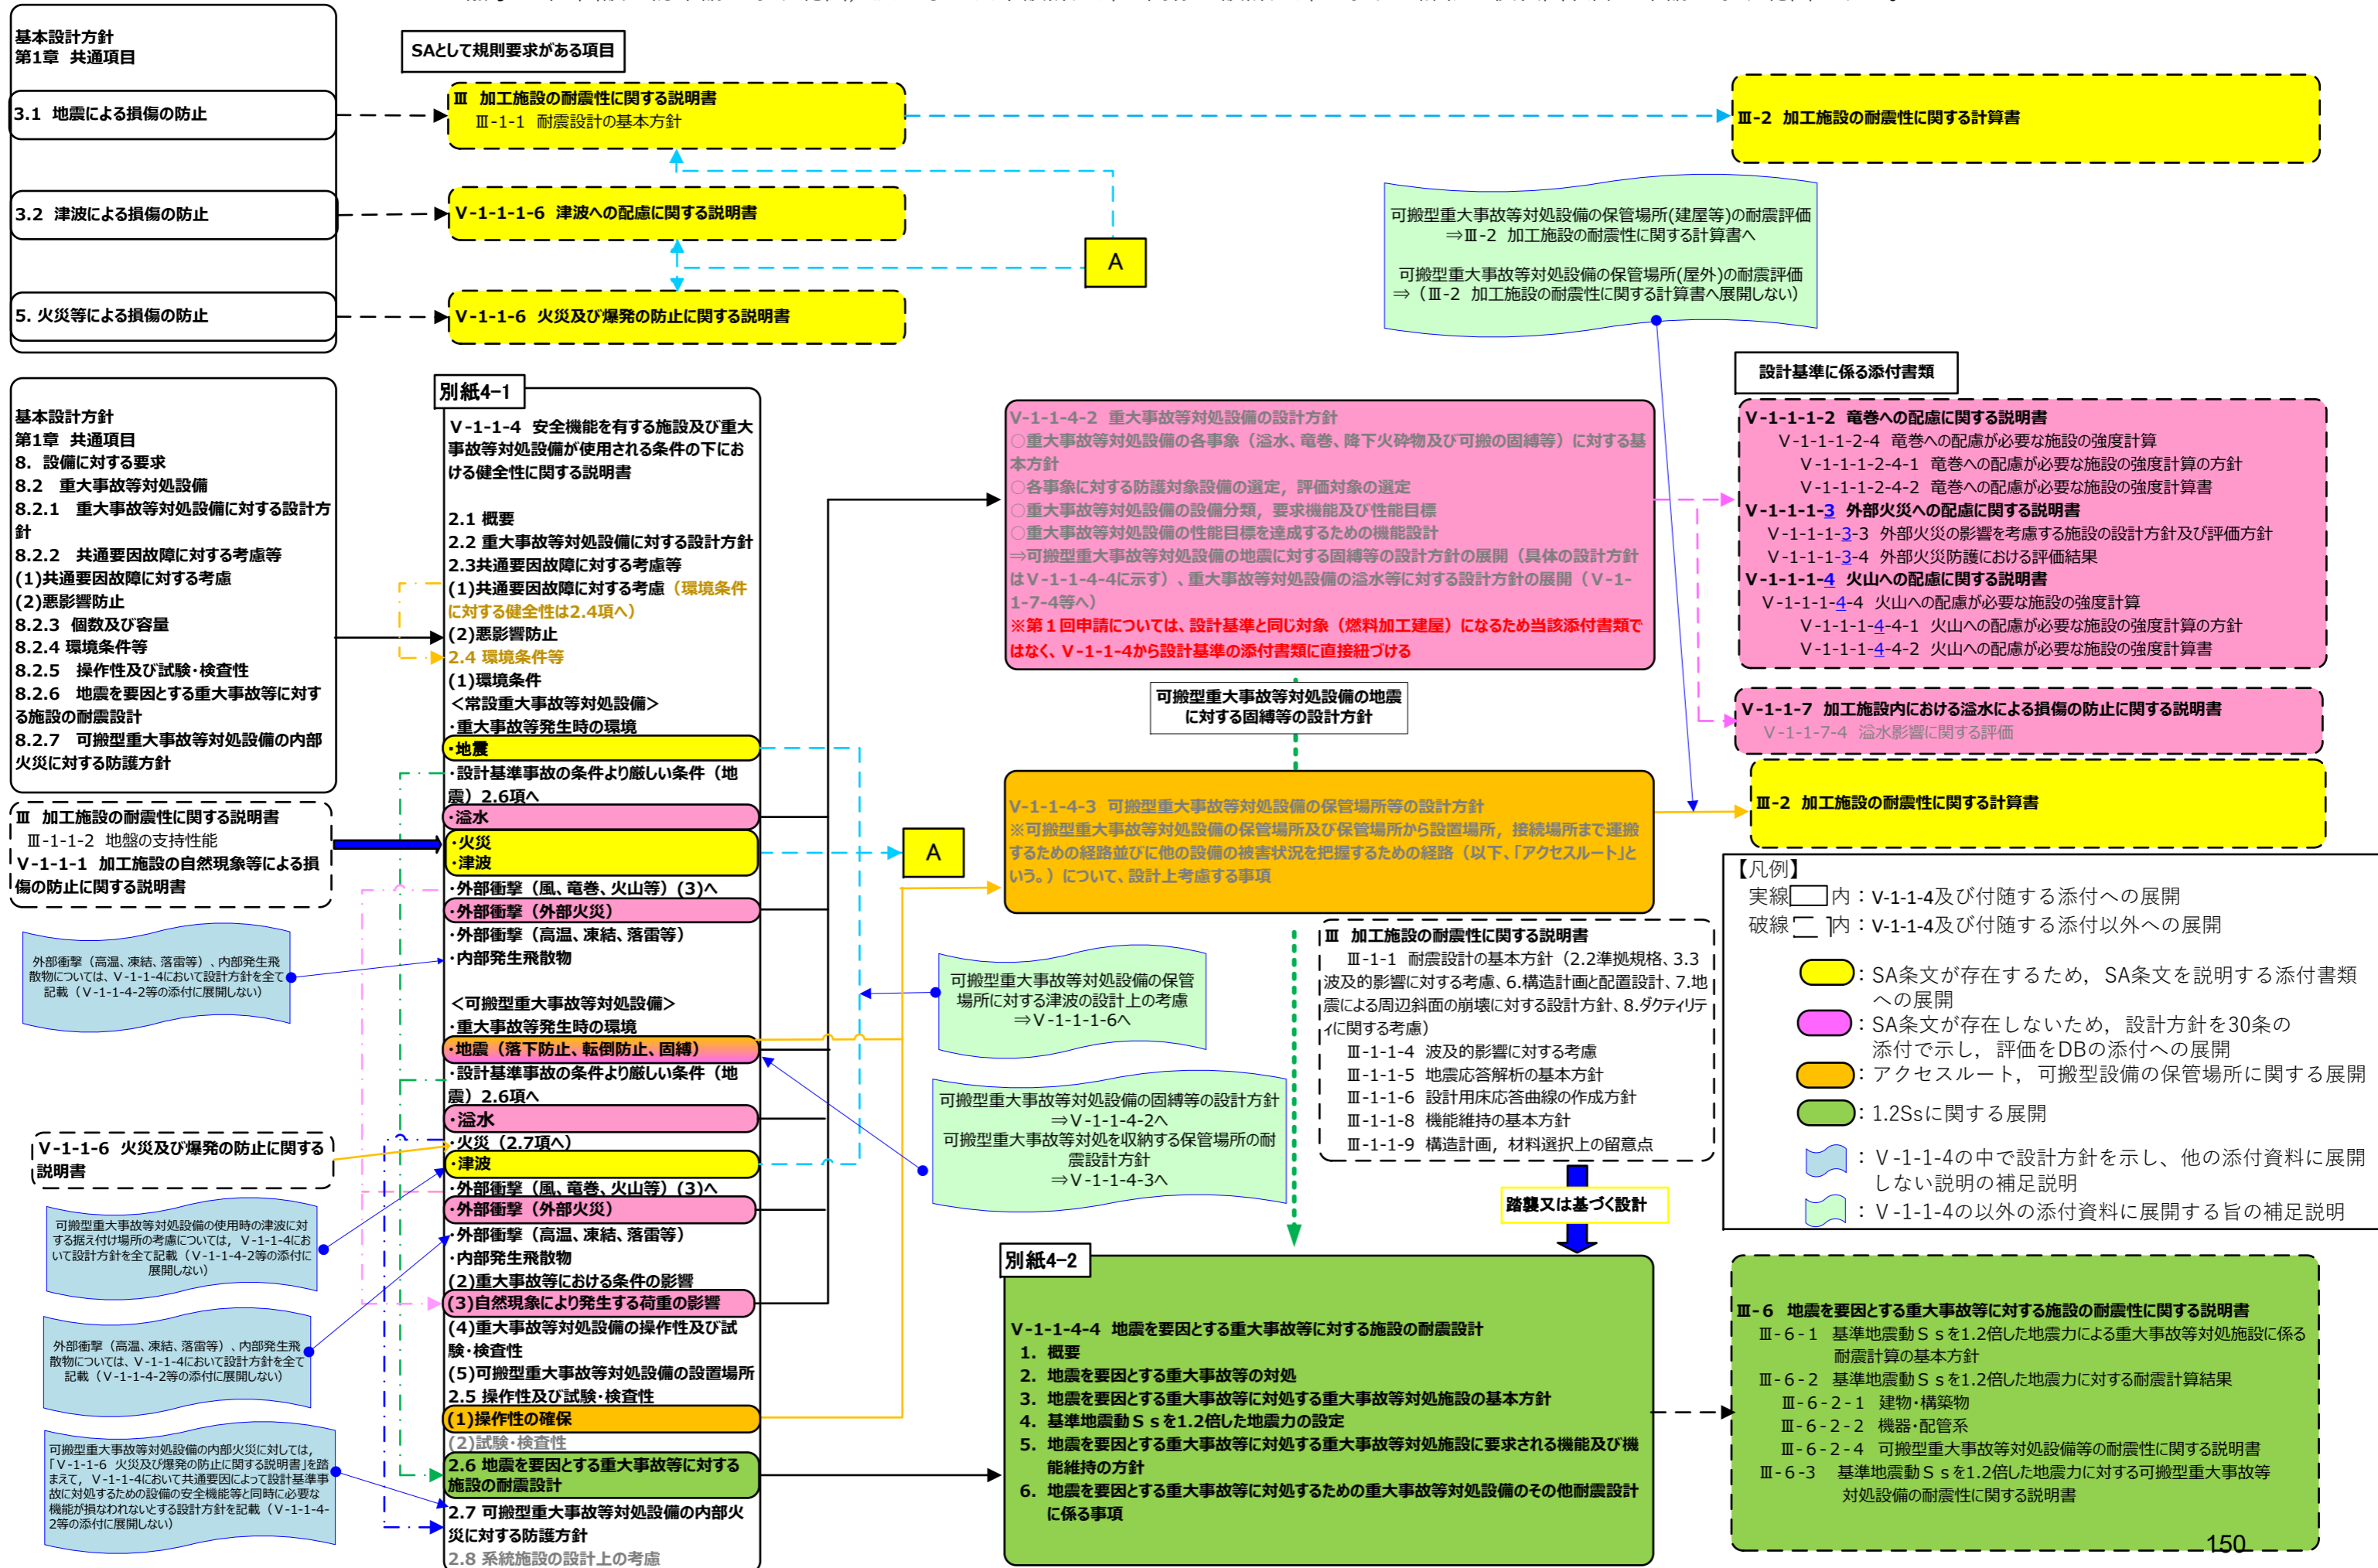 基本設計方針
第1章 共通項目
3.1 地震による損傷の防止
3.2 津波による損傷の防止
5. 火災等による損傷の防止
SAとして規則要求がある項目
Ⅲ 加工施設の耐震性に関する説明書
Ⅲ-1-1 耐震設計の基本方針
Ⅴ-1-1-1-6 津波への配慮に関する説明書
Ⅴ-1-1-6 火災及び爆発の防止に関する説明書
A
Ⅲ-2 加工施設の耐震性に関する計算書
可搬型重大事故等対処設備の保管場所(建屋等)の耐震評価
⇒Ⅲ-2 加工施設の耐震性に関する計算書へ
可搬型重大事故等対処設備の保管場所(屋外)の耐震評価
⇒（Ⅲ-2 加工施設の耐震性に関する計算書へ展開しない）
基本設計方針
第1章 共通項目
8. 設備に対する要求
8.2 重大事故等対処設備
8.2.1 重大事故等対処設備に対する設計方
針
8.2.2 共通要因故障に対する考慮等
(1)共通要因故障に対する考慮
(2)悪影響防止
8.2.3 個数及び容量
8.2.4 環境条件等
8.2.5 操作性及び試験・検査性
8.2.6 地震を要因とする重大事故等に対す
る施設の耐震設計
8.2.7 可搬型重大事故等対処設備の内部
火災に対する防護方針
Ⅲ 加工施設の耐震性に関する説明書
Ⅲ-1-1-2 地盤の支持性能
Ⅴ-1-1-1 加工施設の自然現象等による損
傷の防止に関する説明書
外部衝撃（高温、凍結、落雷等）、内部発生飛
散物については、Ⅴ-1-1-4において設計方針を全て
記載（Ⅴ-1-1-4-2等の添付に展開しない）
Ⅴ-1-1-6 火災及び爆発の防止に関する
説明書
可搬型重大事故等対処設備の使用時の津波に対
する据え付け場所の考慮については，Ⅴ-1-1-4にお
いて設計方針を全て記載（Ⅴ-1-1-4-2等の添付に
展開しない）
外部衝撃（高温、凍結、落雷等）、内部発生飛
散物については、Ⅴ-1-1-4において設計方針を全て
記載（Ⅴ-1-1-4-2等の添付に展開しない）
可搬型重大事故等対処設備の内部火災に対しては，
「Ⅴ-1-1-6 火災及び爆発の防止に関する説明書」を踏
まえて，Ⅴ-1-1-4において共通要因によって設計基準事
故に対処するための設備の安全機能等と同時に必要な
機能が損なわれないとする設計方針を記載（Ⅴ-1-1-4-
2等の添付に展開しない）
別紙4-1
Ⅴ-1-1-4 安全機能を有する施設及び重大
事故等対処設備が使用される条件の下にお
ける健全性に関する説明書
2.1 概要
2.2 重大事故等対処設備に対する設計方針
2.3共通要因故障に対する考慮等
(1)共通要因故障に対する考慮（環境条件
に対する健全性は2.4項へ）
(2)悪影響防止
2.4 環境条件等
(1)環境条件
＜常設重大事故等対処設備＞
・重大事故等発生時の環境
・地震
・設計基準事故の条件より厳しい条件（地
震）2.6項へ
・溢水
・火災
・津波
・外部衝撃（風、竜巻、火山等）(3)へ
・外部衝撃（外部火災）
・外部衝撃（高温、凍結、落雷等）
・内部発生飛散物
＜可搬型重大事故等対処設備＞
・重大事故等発生時の環境
・地震（落下防止、転倒防止、固縛）
・設計基準事故の条件より厳しい条件（地
震）2.6項へ
・溢水
・火災（2.7項へ）
・津波
・外部衝撃（風、竜巻、火山等）(3)へ
・外部衝撃（外部火災）
・外部衝撃（高温、凍結、落雷等）
・内部発生飛散物
(2)重大事故等における条件の影響
(3)自然現象により発生する荷重の影響
(4)重大事故等対処設備の操作性及び試
験・検査性
(5)可搬型重大事故等対処設備の設置場所
2.5 操作性及び試験・検査性
(1)操作性の確保
(2)試験・検査性
2.6 地震を要因とする重大事故等に対する
施設の耐震設計
2.7 可搬型重大事故等対処設備の内部火
災に対する防護方針
2.8 系統施設の設計上の考慮
A
Ⅴ-1-1-4-2 重大事故等対処設備の設計方針
○重大事故等対処設備の各事象（溢水、竜巻、降下火砕物及び可搬の固縛等）に対する基
本方針
○各事象に対する防護対象設備の選定，評価対象の選定
○重大事故等対処設備の設備分類，要求機能及び性能目標
○重大事故等対処設備の性能目標を達成するための機能設計
⇒可搬型重大事故等対処設備の地震に対する固縛等の設計方針の展開（具体の設計方針
はⅤ-1-1-4-4に示す）、重大事故等対処設備の溢水等に対する設計方針の展開（Ⅴ-1-
1-7-4等へ）
※第１回申請については、設計基準と同じ対象（燃料加工建屋）になるため当該添付書類で
はなく、Ⅴ-1-1-4から設計基準の添付書類に直接紐づける
可搬型重大事故等対処設備の地震
に対する固縛等の設計方針
Ⅴ-1-1-4-3 可搬型重大事故等対処設備の保管場所等の設計方針
※可搬型重大事故等対処設備の保管場所及び保管場所から設置場所，接続場所まで運搬
するための経路並びに他の設備の被害状況を把握するための経路（以下、「アクセスルート」と
いう。）について、設計上考慮する事項
可搬型重大事故等対処設備の保管
場所に対する津波の設計上の考慮
⇒Ⅴ-1-1-1-6へ
可搬型重大事故等対処設備の固縛等の設計方針
⇒Ⅴ-1-1-4-2へ
可搬型重大事故等対処を収納する保管場所の耐
震設計方針
⇒Ⅴ-1-1-4-3へ
Ⅲ 加工施設の耐震性に関する説明書
Ⅲ-1-1 耐震設計の基本方針（2.2準拠規格、3.3
波及的影響に対する考慮、6.構造計画と配置設計、7.地
震による周辺斜面の崩壊に対する設計方針、8.ダクティリテ
ィに関する考慮）
Ⅲ-1-1-4 波及的影響に対する考慮
Ⅲ-1-1-5 地震応答解析の基本方針
Ⅲ-1-1-6 設計用床応答曲線の作成方針
Ⅲ-1-1-8 機能維持の基本方針
Ⅲ-1-1-9 構造計画，材料選択上の留意点
踏襲又は基づく設計
別紙4-2
Ⅴ-1-1-4-4 地震を要因とする重大事故等に対する施設の耐震設計
1. 概要
2. 地震を要因とする重大事故等の対処
3. 地震を要因とする重大事故等に対処する重大事故等対処施設の基本方針
4. 基準地震動Ｓｓを1.2倍した地震力の設定
5. 地震を要因とする重大事故等に対処する重大事故等対処施設に要求される機能及び機
能維持の方針
6. 地震を要因とする重大事故等に対処するための重大事故等対処設備のその他耐震設計
に係る事項
設計基準に係る添付書類
Ⅴ-1-1-1-2 竜巻への配慮に関する説明書
Ⅴ-1-1-1-2-4 竜巻への配慮が必要な施設の強度計算
Ⅴ-1-1-1-2-4-1 竜巻への配慮が必要な施設の強度計算の方針
Ⅴ-1-1-1-2-4-2 竜巻への配慮が必要な施設の強度計算書
Ⅴ-1-1-1-3 外部火災への配慮に関する説明書
Ⅴ-1-1-1-3-3 外部火災の影響を考慮する施設の設計方針及び評価方針
Ⅴ-1-1-1-3-4 外部火災防護における評価結果
Ⅴ-1-1-1-4 火山への配慮に関する説明書
Ⅴ-1-1-1-4-4 火山への配慮が必要な施設の強度計算
Ⅴ-1-1-1-4-4-1 火山への配慮が必要な施設の強度計算の方針
Ⅴ-1-1-1-4-4-2 火山への配慮が必要な施設の強度計算書
Ⅴ-1-1-7 加工施設内における溢水による損傷の防止に関する説明書
Ⅴ-1-1-7-4 溢水影響に関する評価
Ⅲ-2 加工施設の耐震性に関する計算書
【凡例】
実線 内：Ⅴ-1-1-4及び付随する添付への展開
破線 内：Ⅴ-1-1-4及び付随する添付以外への展開
：SA条文が存在するため，SA条文を説明する添付書類
への展開
：SA条文が存在しないため，設計方針を30条の
添付で示し，評価をDBの添付への展開
：アクセスルート，可搬型設備の保管場所に関する展開
：1.2Ssに関する展開
：Ⅴ-1-1-4の中で設計方針を示し、他の添付資料に展開
しない説明の補足説明
：Ⅴ-1-1-4の以外の添付資料に展開する旨の補足説明
Ⅲ-6 地震を要因とする重大事故等に対する施設の耐震性に関する説明書
Ⅲ-6-1 基準地震動Ｓｓを1.2倍した地震力による重大事故等対処施設に係る
耐震計算の基本方針
Ⅲ-6-2 基準地震動Ｓｓを1.2倍した地震力に対する耐震計算結果
Ⅲ-6-2-1 建物・構築物
Ⅲ-6-2-2 機器・配管系
Ⅲ-6-2-4 可搬型重大事故等対処設備等の耐震性に関する説明書
Ⅲ-6-3 基準地震動Ｓｓを1.2倍した地震力に対する可搬型重大事故等
対処設備の耐震性に関する説明書
150